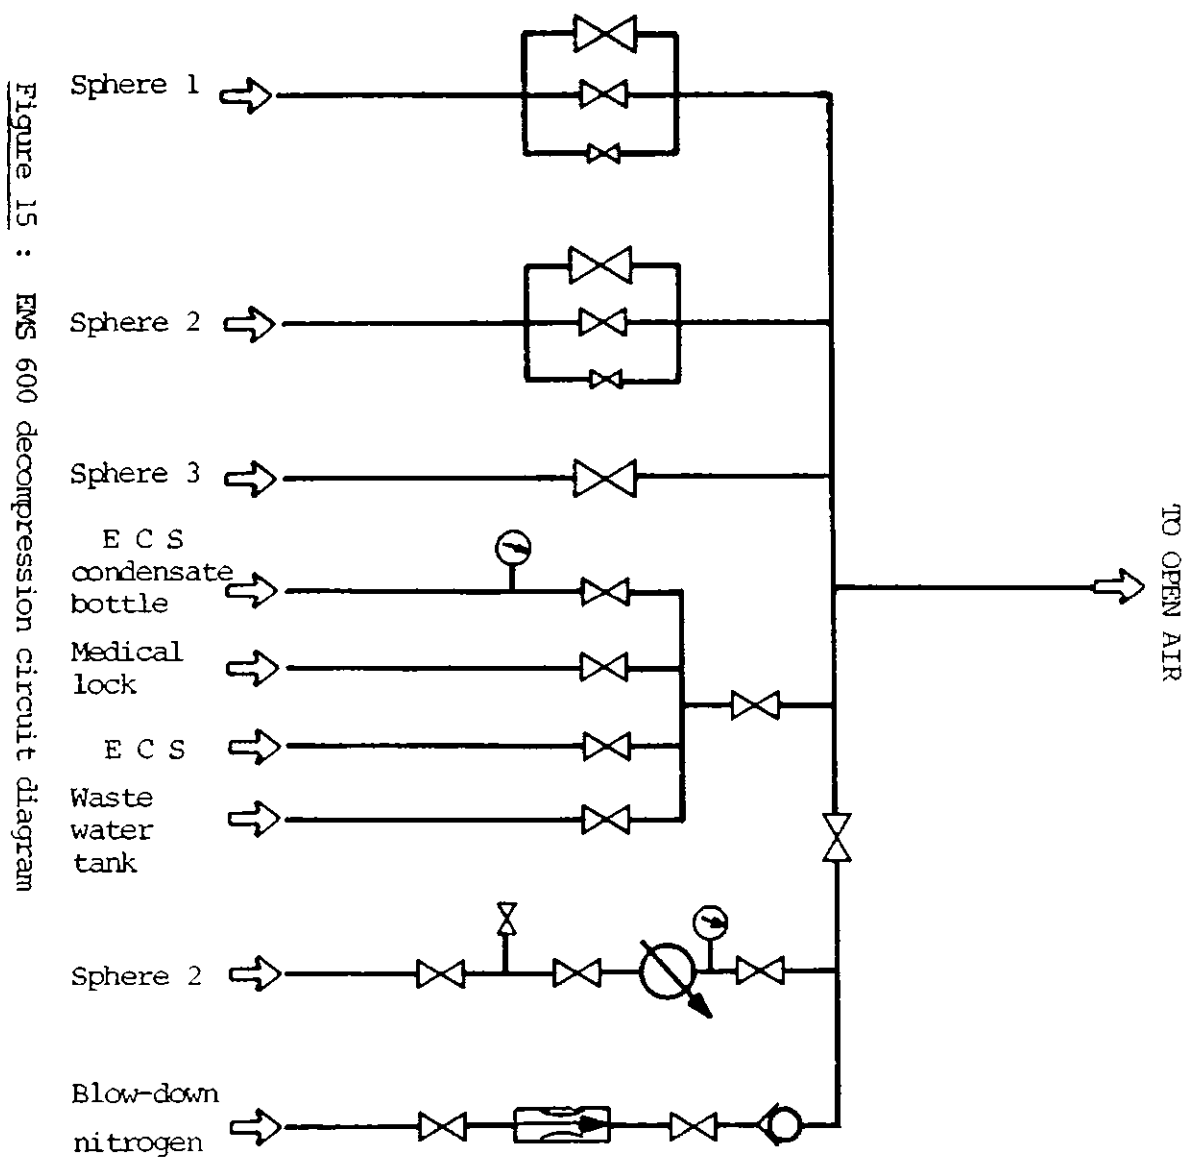 Sphere 1
Sphere 2
Sphere 3
E C S
condensate
bottle
Medical
lock
E C S
Waste
water
tank
Sphere 2
Blow-down
nitrogen
TO OPEN AIR
Figure 15 : EMS 600 decompression circuit diagram